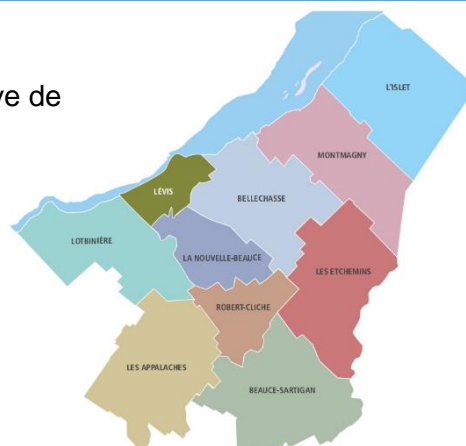 ve de
L'ISLET
MONTMAGNY
LÉVIS
BELLECHASSE
LOTBINIÈRE
LA NOUVELLE-BEAUCE
LES ETCHEMINS
ROBERT-CLICHE
LES APPALACHES
BEAUCE-SARTIGAN